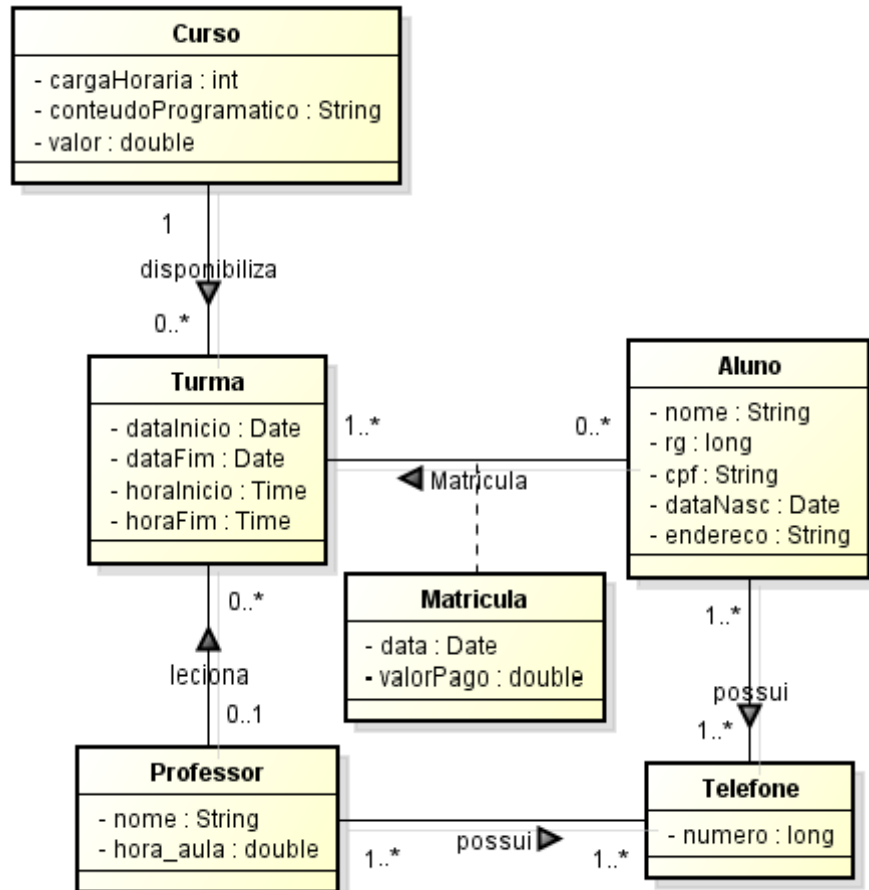 Curso
- cargaHoraria : int
- conteudoProgramatico : String
- valor : double
1
disponibiliza
0..*
Turma
- dataInicio : Date
- dataFim : Date
- horaInicio : Time
- horaFim : Time
1..*
0..*
Matricula
Aluno
- nome : String
- rg : long
- cpf : String
- dataNasc : Date
- endereco : String
Matricula
- data : Date
- valorPago : double
0..*
leciona
0..1
1..*
possui
1..*
Professor
- nome : String
- hora_aula : double
1..*
possui
1..*
Telefone
- numero : long